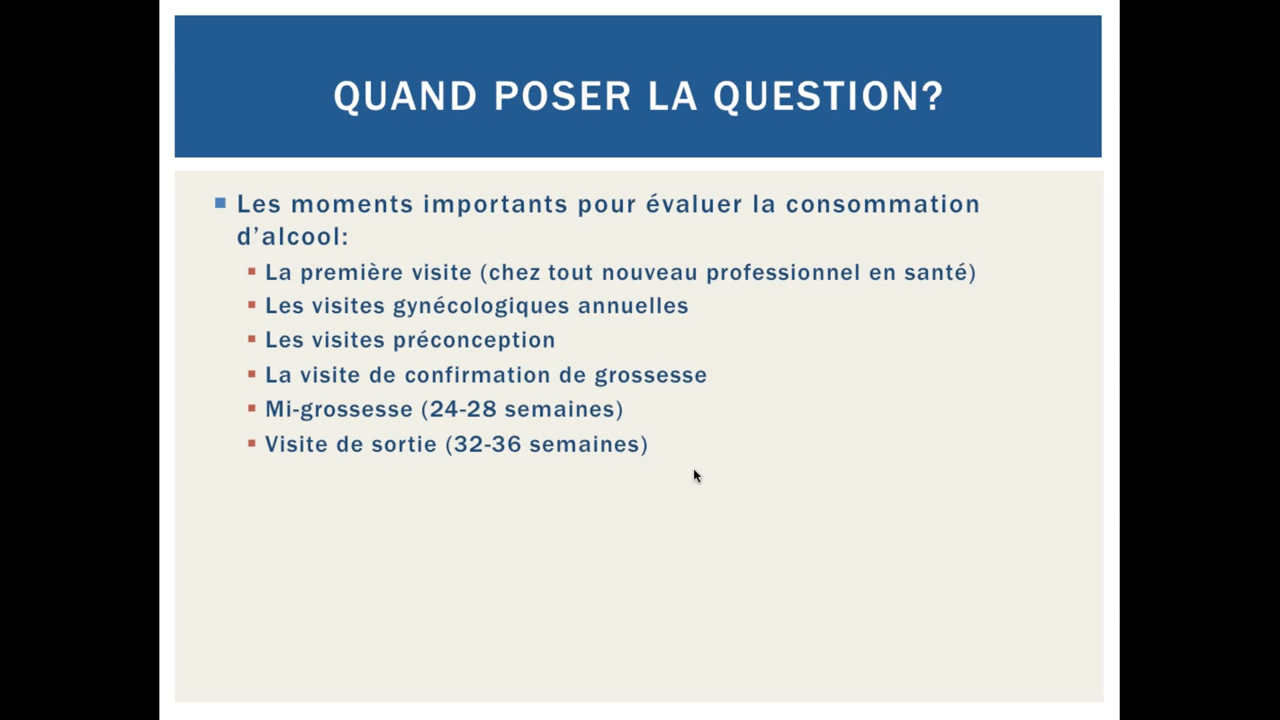 QUAND POSER LA QUESTION?
Les moments importants pour évaluer la consommation
d’alcool:
La première visite (chez tout nouveau professionnel en santé)
Les visites gynécologiques annuelles
Les visites préconception
La visite de confirmation de grossesse
Mi-grossesse (24-28 semaines)
Visite de sortie (32-36 semaines)